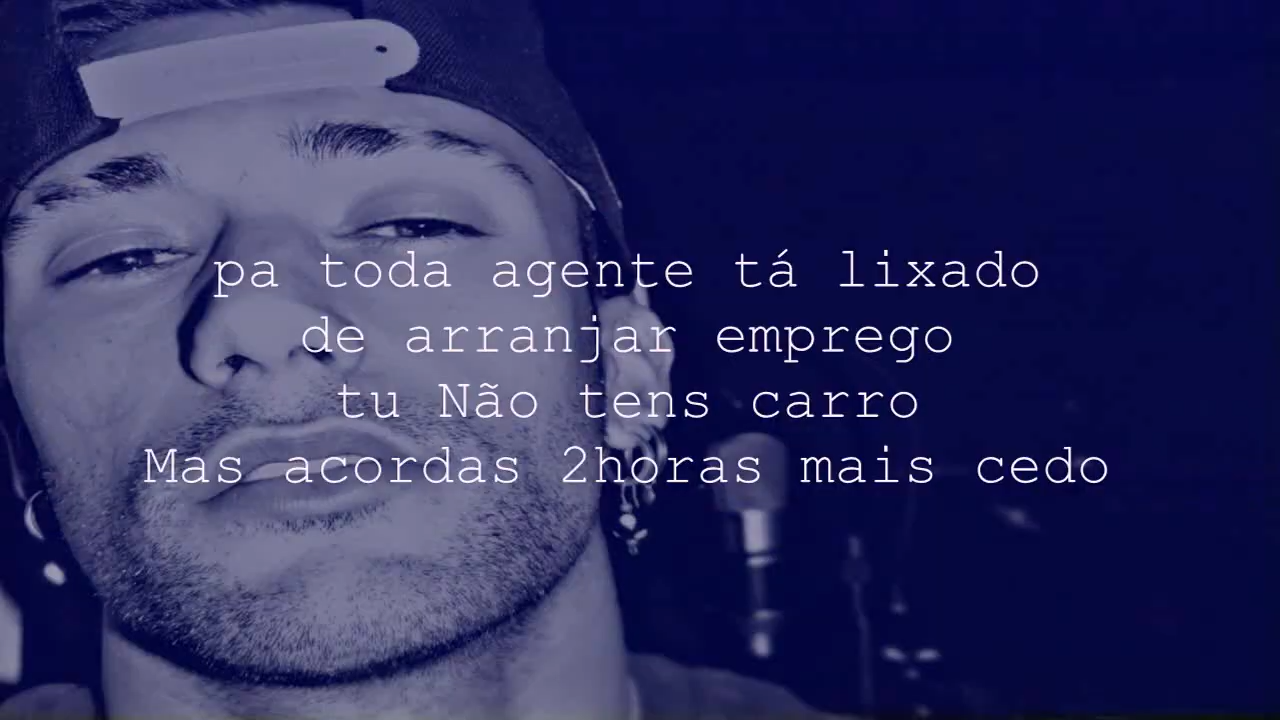 pa toda agente tá lixado
de arranjar emprego
tu Não tens carro
Mas acordas 2horas mais cedo